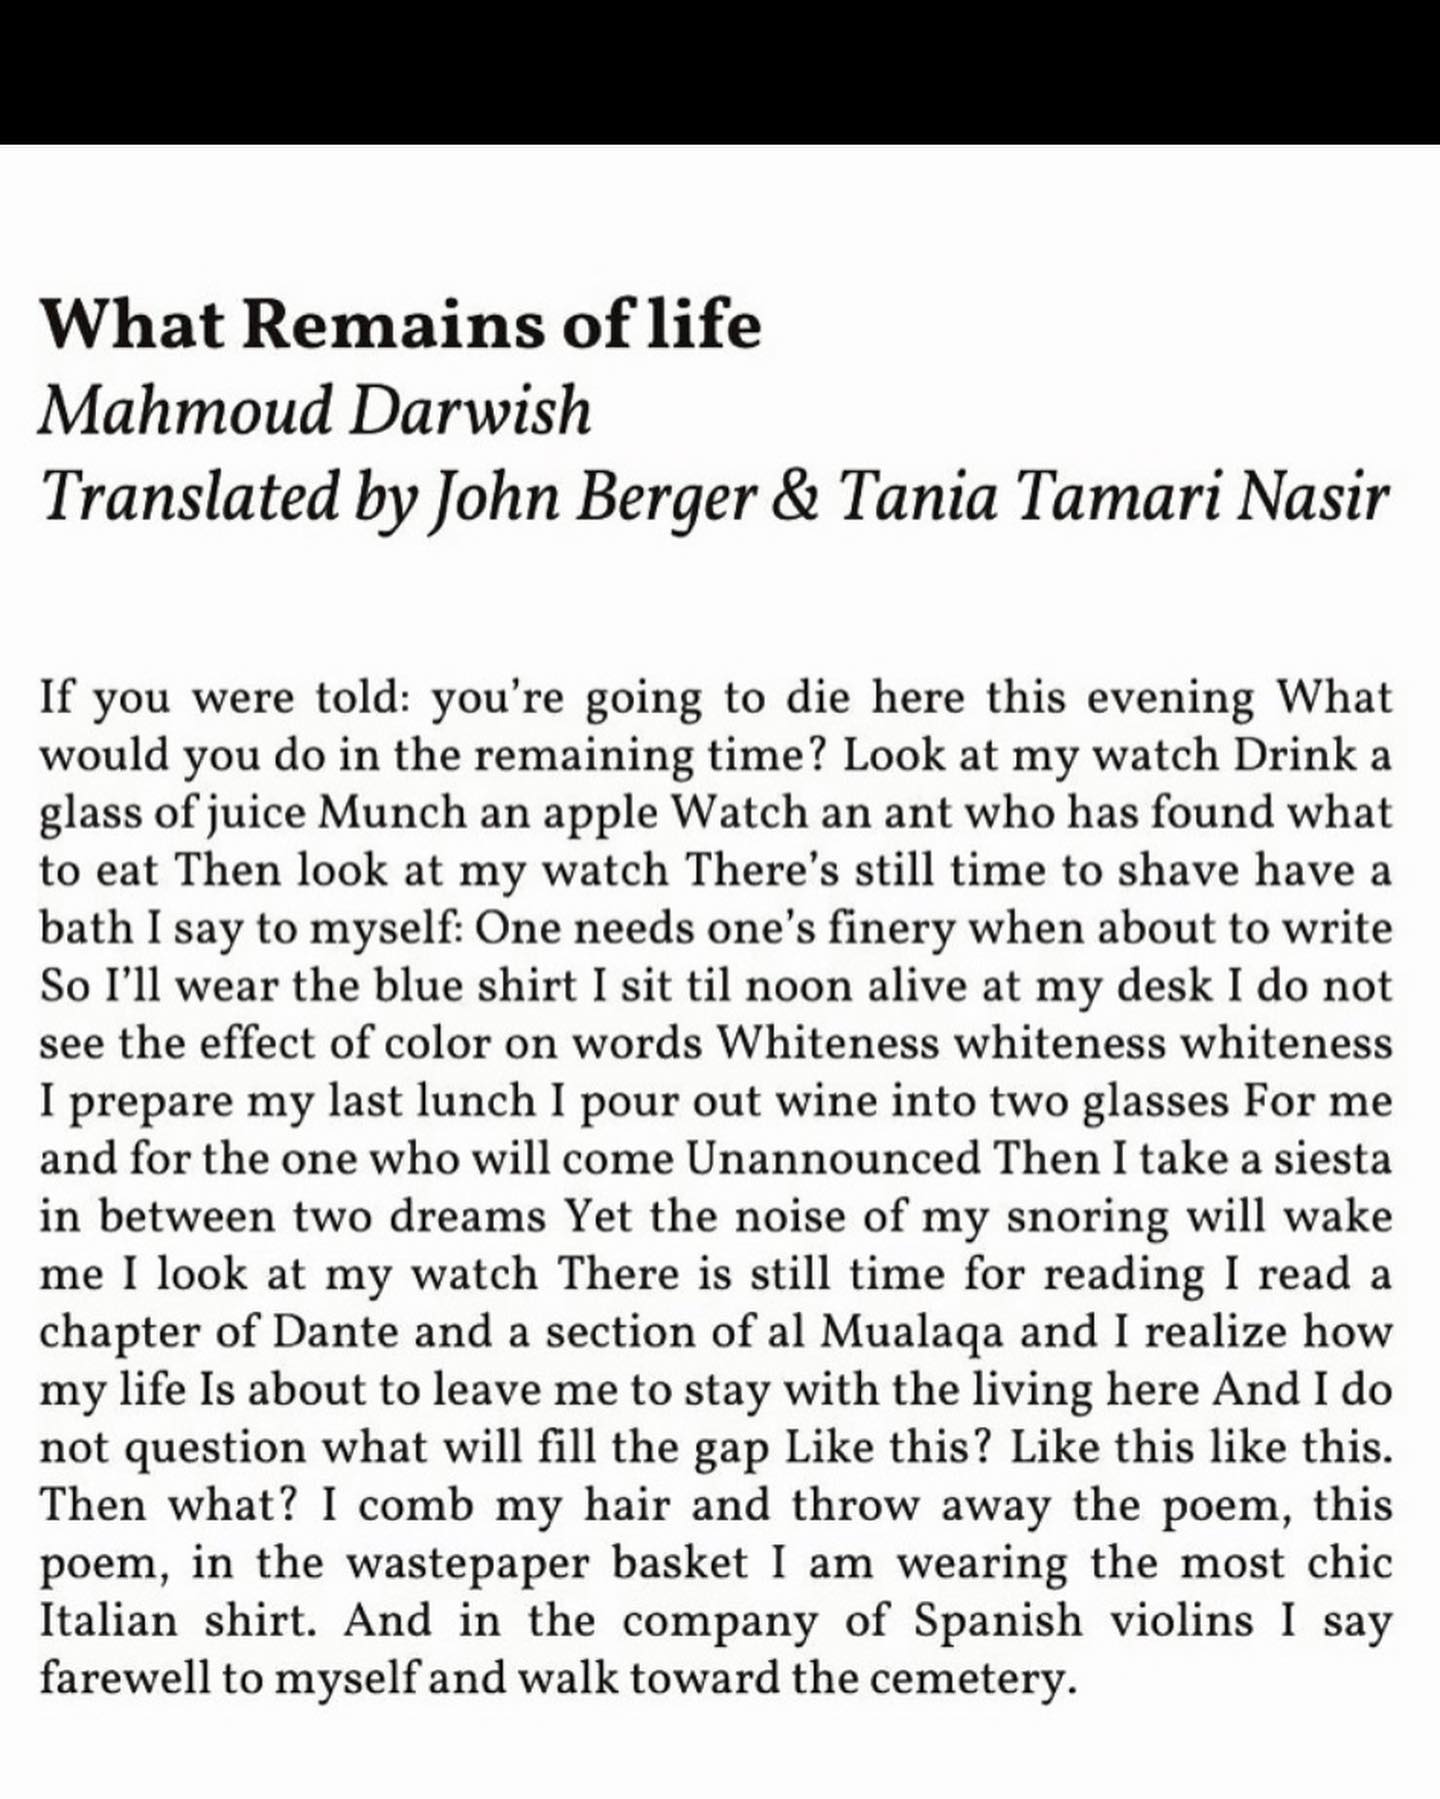 What Remains of life
Mahmoud Darwish
Translated by John Berger & Tania Tamari Nasir
If you were told: you’re going to die here this evening What
would you do in the remaining time? Look at my watch Drink a
glass of juice Munch an apple Watch an ant who has found what
to eat Then look at my watch There’s still time to shave have a
bath I say to myself: One needs one’s finery when about to write
So I’ll wear the blue shirt I sit til noon alive at my desk I do not
see the effect of color on words Whiteness whiteness whiteness
I prepare my last lunch I pour out wine into two glasses For me
and for the one who will come Unannounced Then I take a siesta
in between two dreams Yet the noise of my snoring will wake
me I look at my watch There is still time for reading I read a
chapter of Dante and a section of al Mualaqa and I realize how
my life Is about to leave me to stay with the living here And I do
not question what will fill the gap Like this? Like this like this.
Then what? I comb my hair and throw away the poem, this
poem, in the wastepaper basket I am wearing the most chic
Italian shirt. And in the company of Spanish violins I say
farewell to myself and walk toward the cemetery.